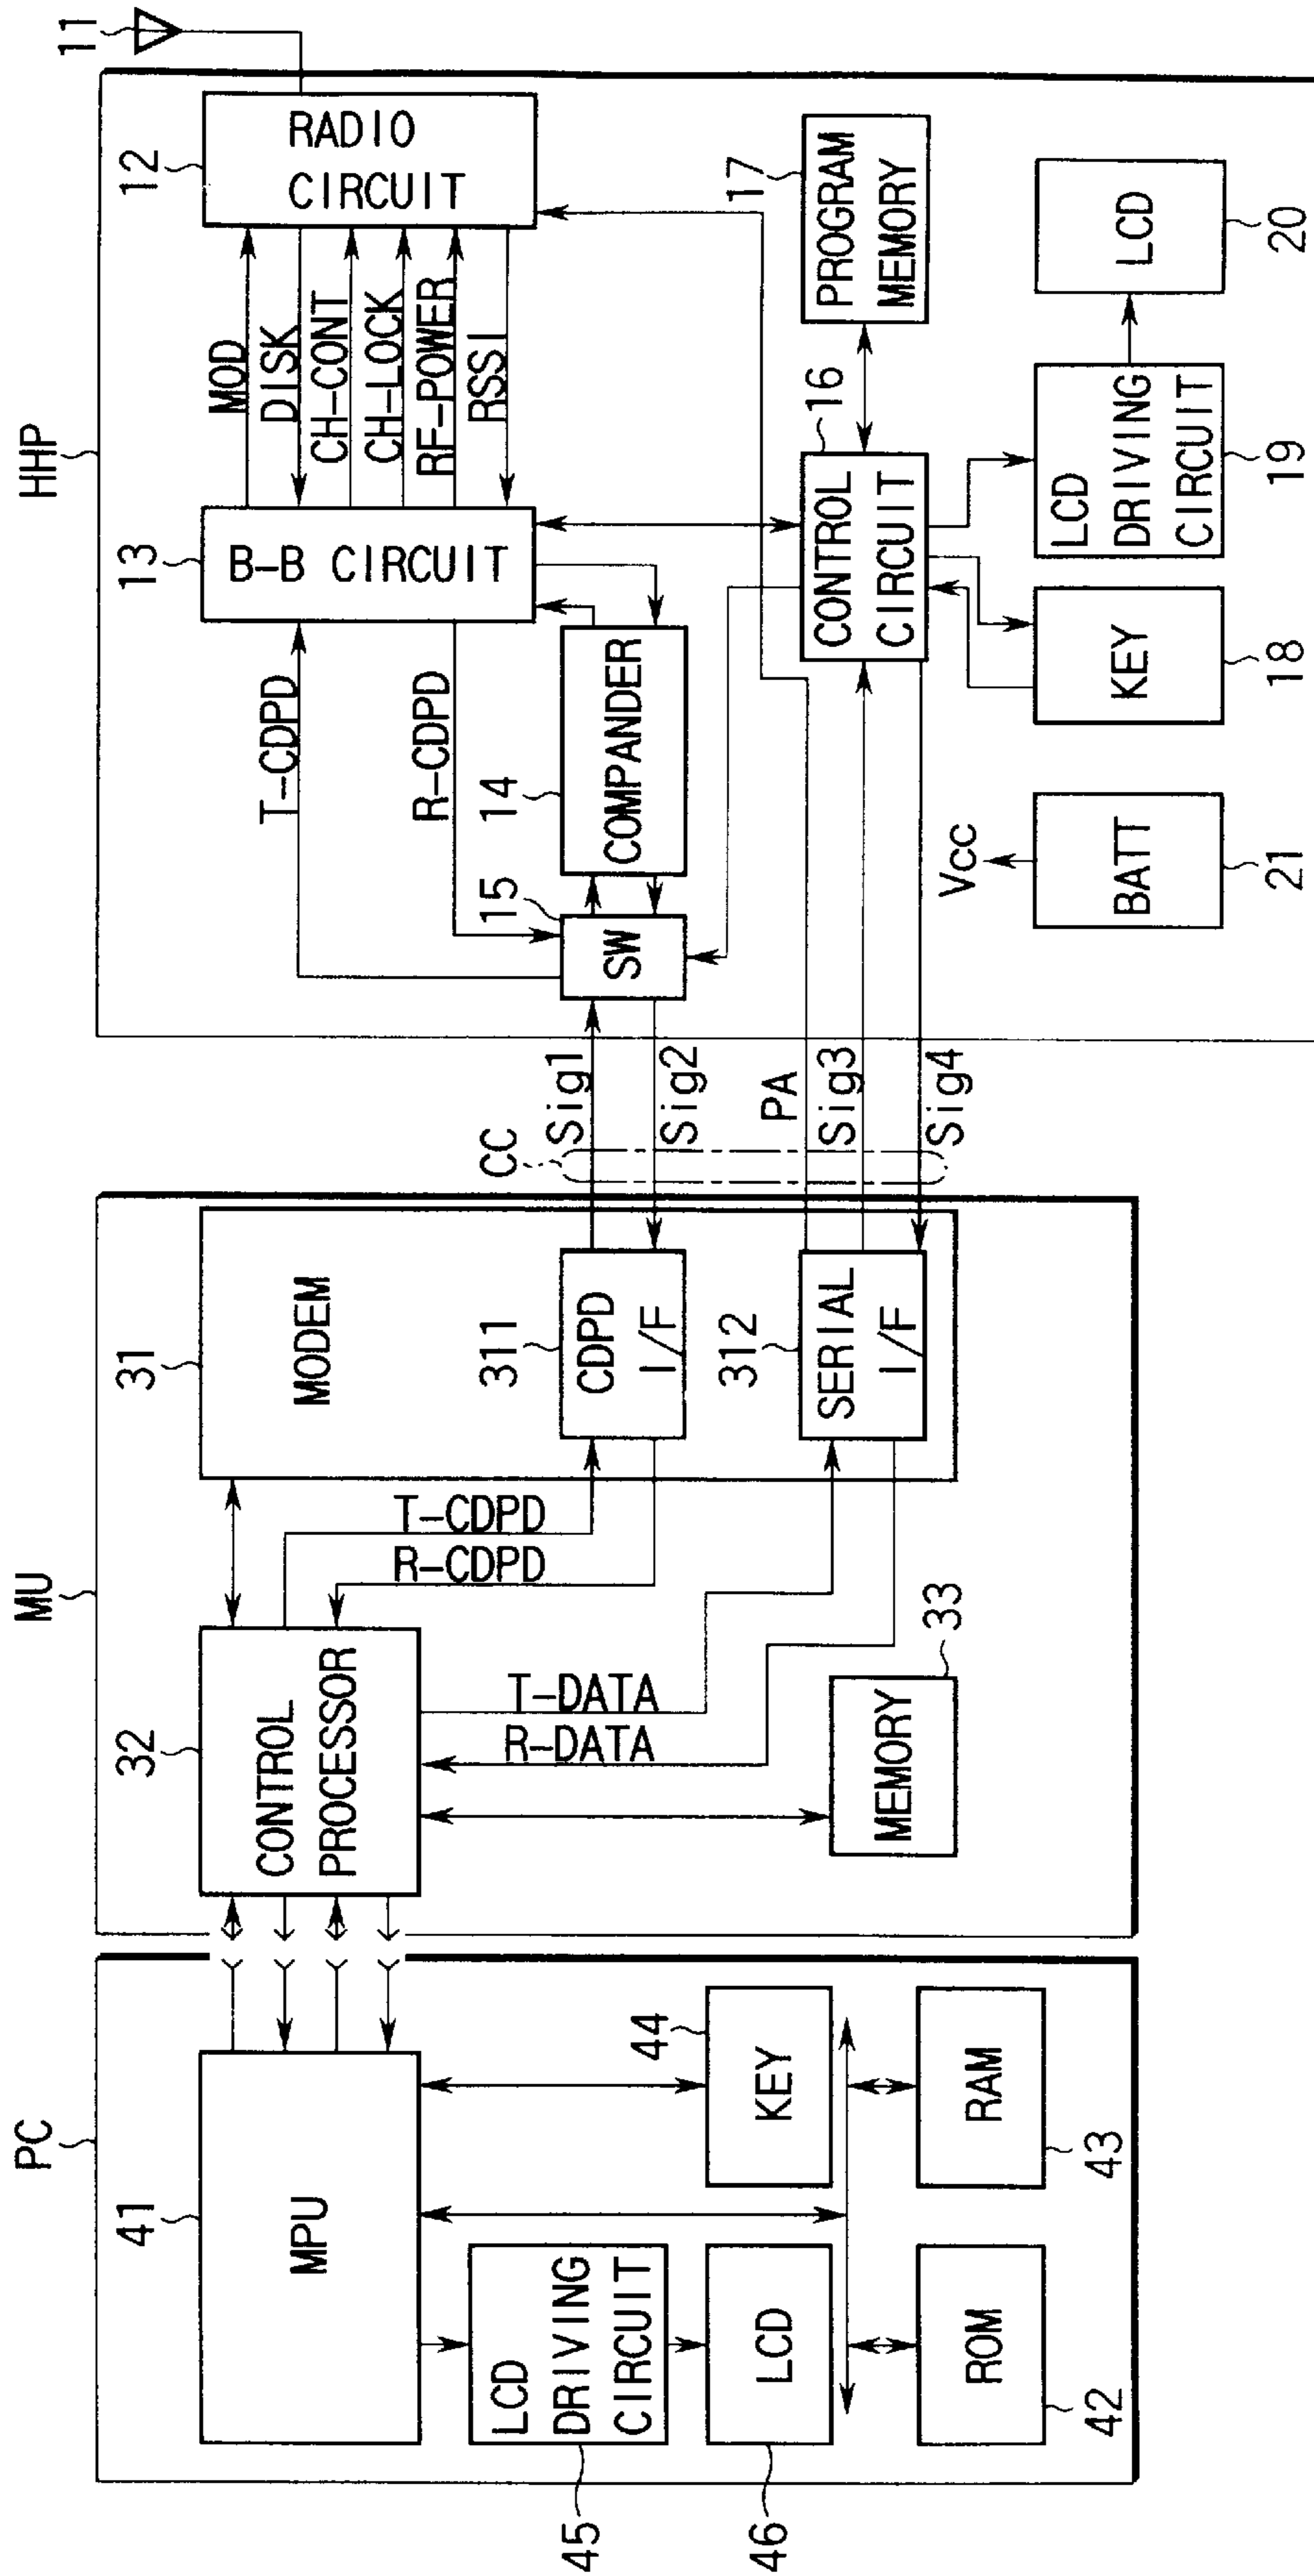 PC
41
MPU
44
KEY
LCD
DRIVING
CIRCUIT
45
LCD
46
ROM
42
RAM
43
MU
32
CONTROL
PROCESSOR
31
MODEM
T-CDPD
R-CDPD
311
CDPD
I/F
T-DATA
R-DATA
312
SERIAL
I/F
MEMORY
33
CC
Sig1
Sig2
PA
Sig3
Sig4
HHP
11
12
RADIO
CIRCUIT
13
B-B CIRCUIT
MOD
DISK
CH-CONT
CH-LOCK
RF-POWER
RSSI
T-CDPD
R-CDPD
14
COMPANDER
15
SW
16
CONTROL
CIRCUIT
17
PROGRAM
MEMORY
Vcc
BATT
21
KEY
18
LCD
DRIVING
CIRCUIT
19
LCD
20